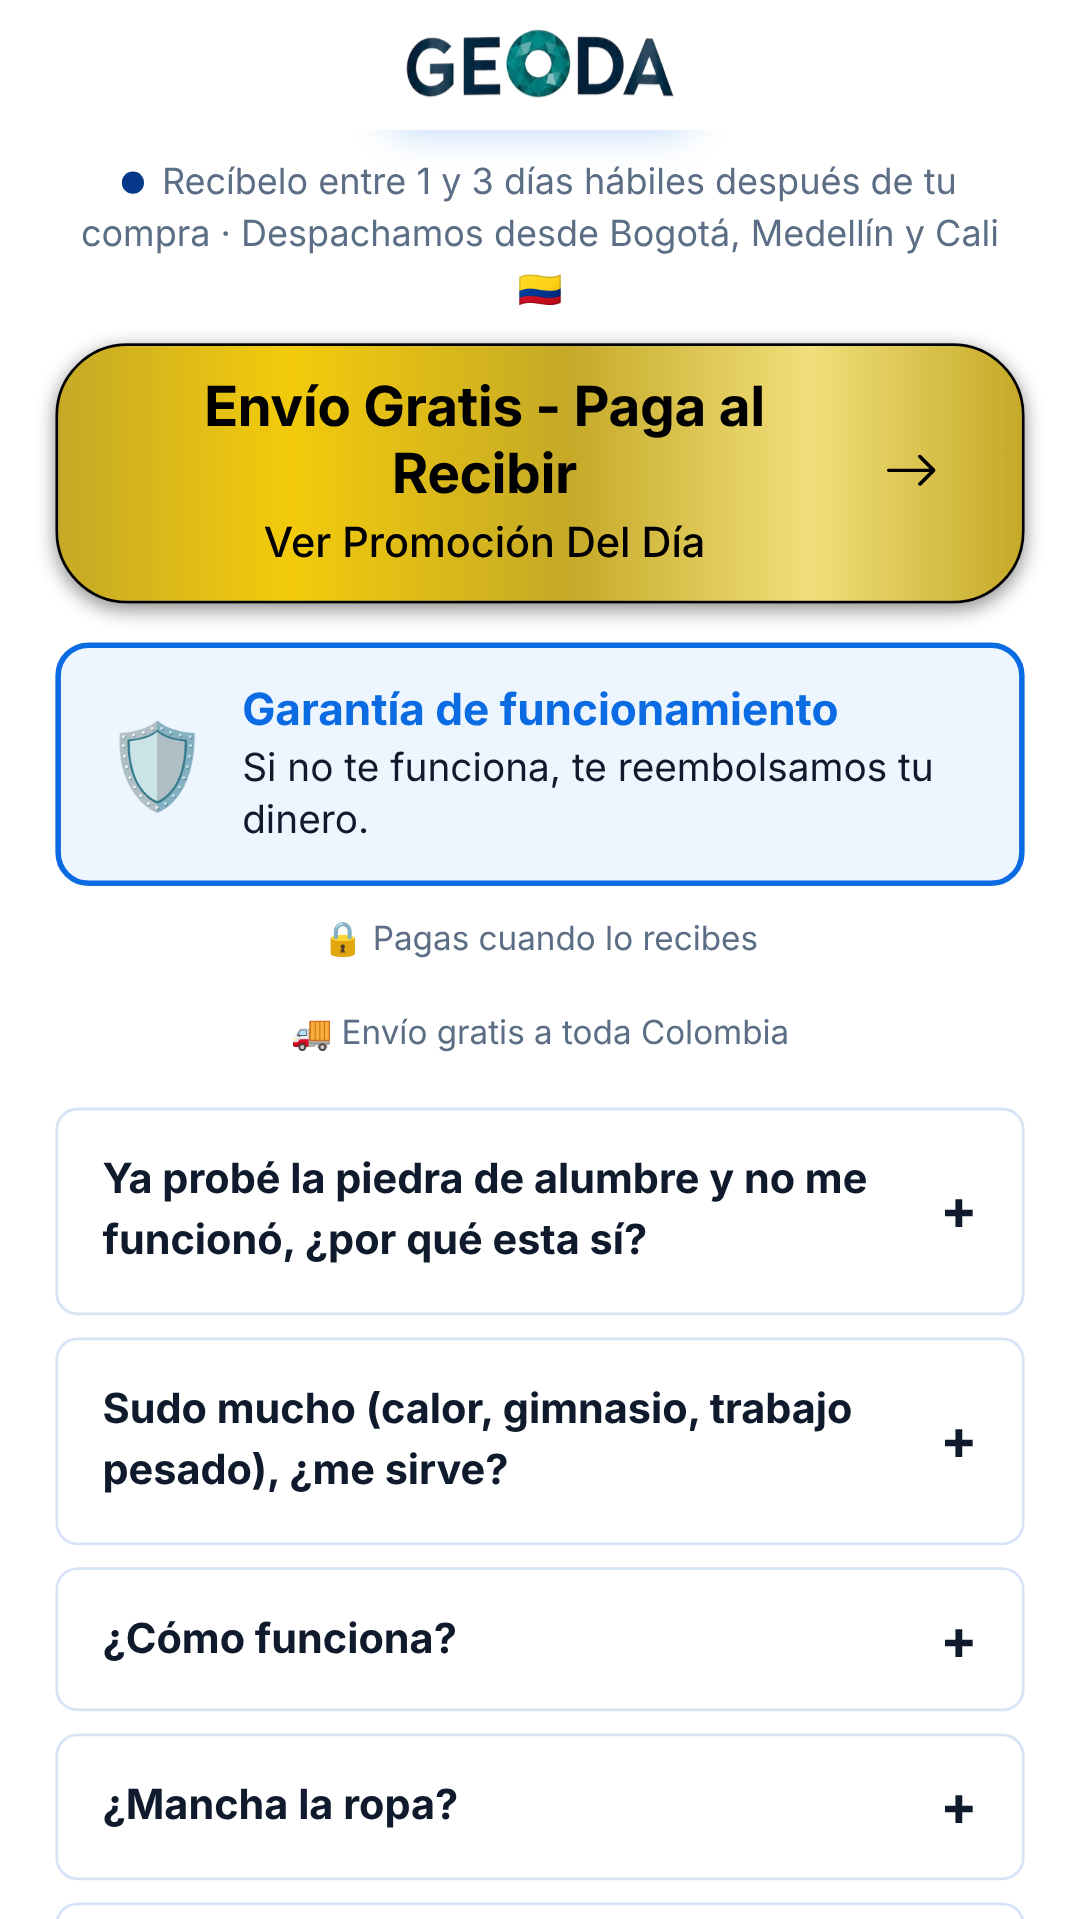 GEODA
Recíbelo entre 1 y 3 días hábiles después de tu
compra · Despachamos desde Bogotá, Medellín y Cali
🇨🇴
Envío Gratis - Paga al
Recibir
→
Ver Promoción Del Día
Garantía de funcionamiento
Si no te funciona, te reembolsamos tu
dinero.
🔒 Pagas cuando lo recibes
🚚 Envío gratis a toda Colombia
Ya probé la piedra de alumbre y no me
funcionó, ¿por qué esta sí?
+
Sudo mucho (calor, gimnasio, trabajo
pesado), ¿me sirve?
+
¿Cómo funciona?
+
¿Mancha la ropa?
+